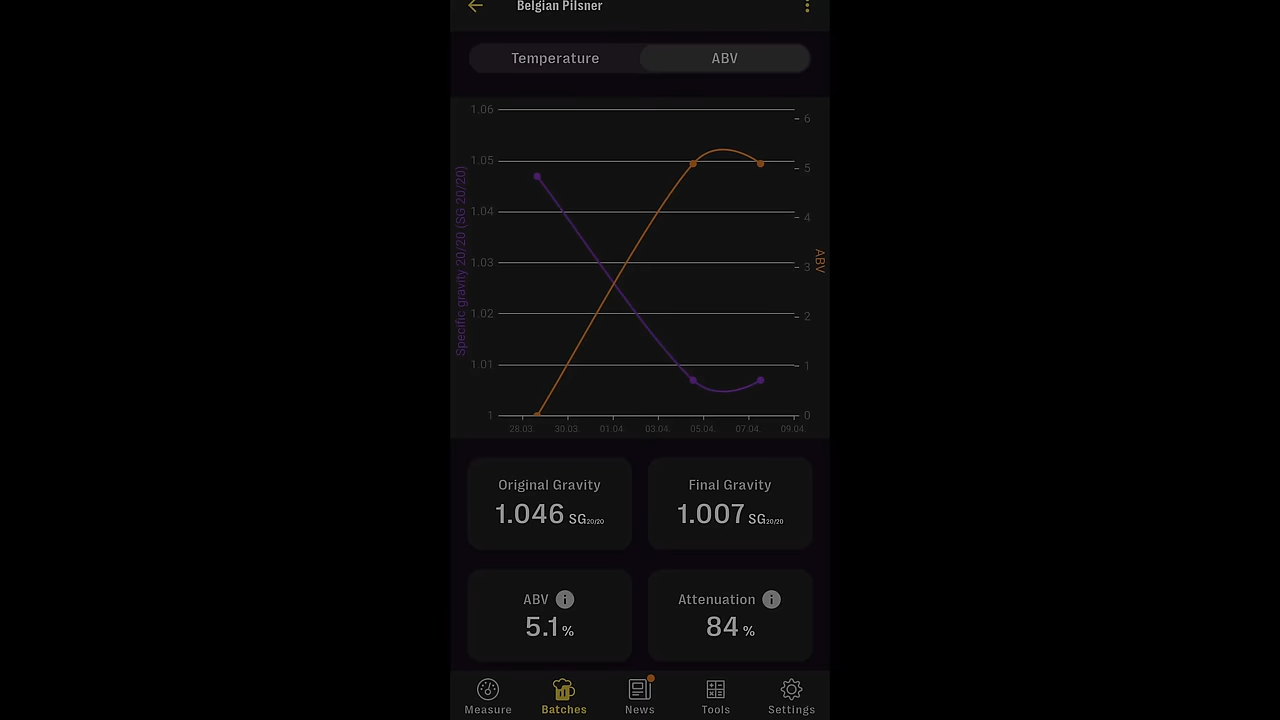 Belgian Pilsner
Temperature
ABV
1.06
1.05
1.04
1.03
1.02
1.01
1
Specific gravity 20/20 (SG 20/20)
6
5
4
3
2
1
0
ABV
28.03.
30.03.
01.04.
03.04.
05.04.
07.04.
09.04.
Original Gravity
1.046 SG20/20
Final Gravity
1.007 SG20/20
ABV i
5.1 %
Attenuation i
84 %
Measure
Batches
News
Tools
Settings